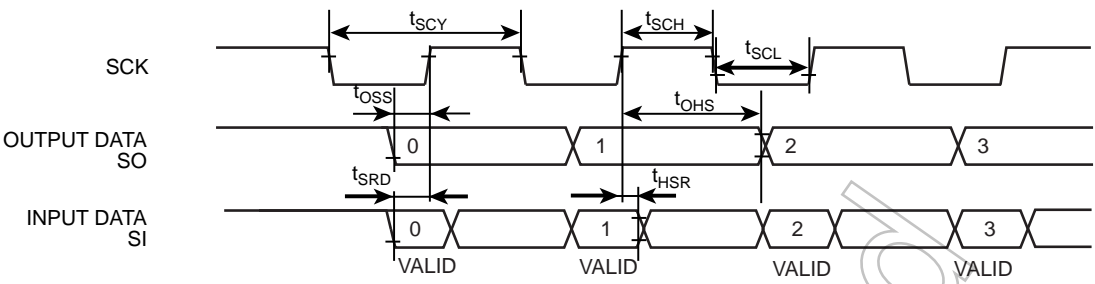 tSCY
tSCH
tSCL
SCK
tOSS
tOHS
OUTPUT DATA
SO
0
1
2
3
tSRD
tHSR
INPUT DATA
SI
0
1
2
3
VALID
VALID
VALID
VALID